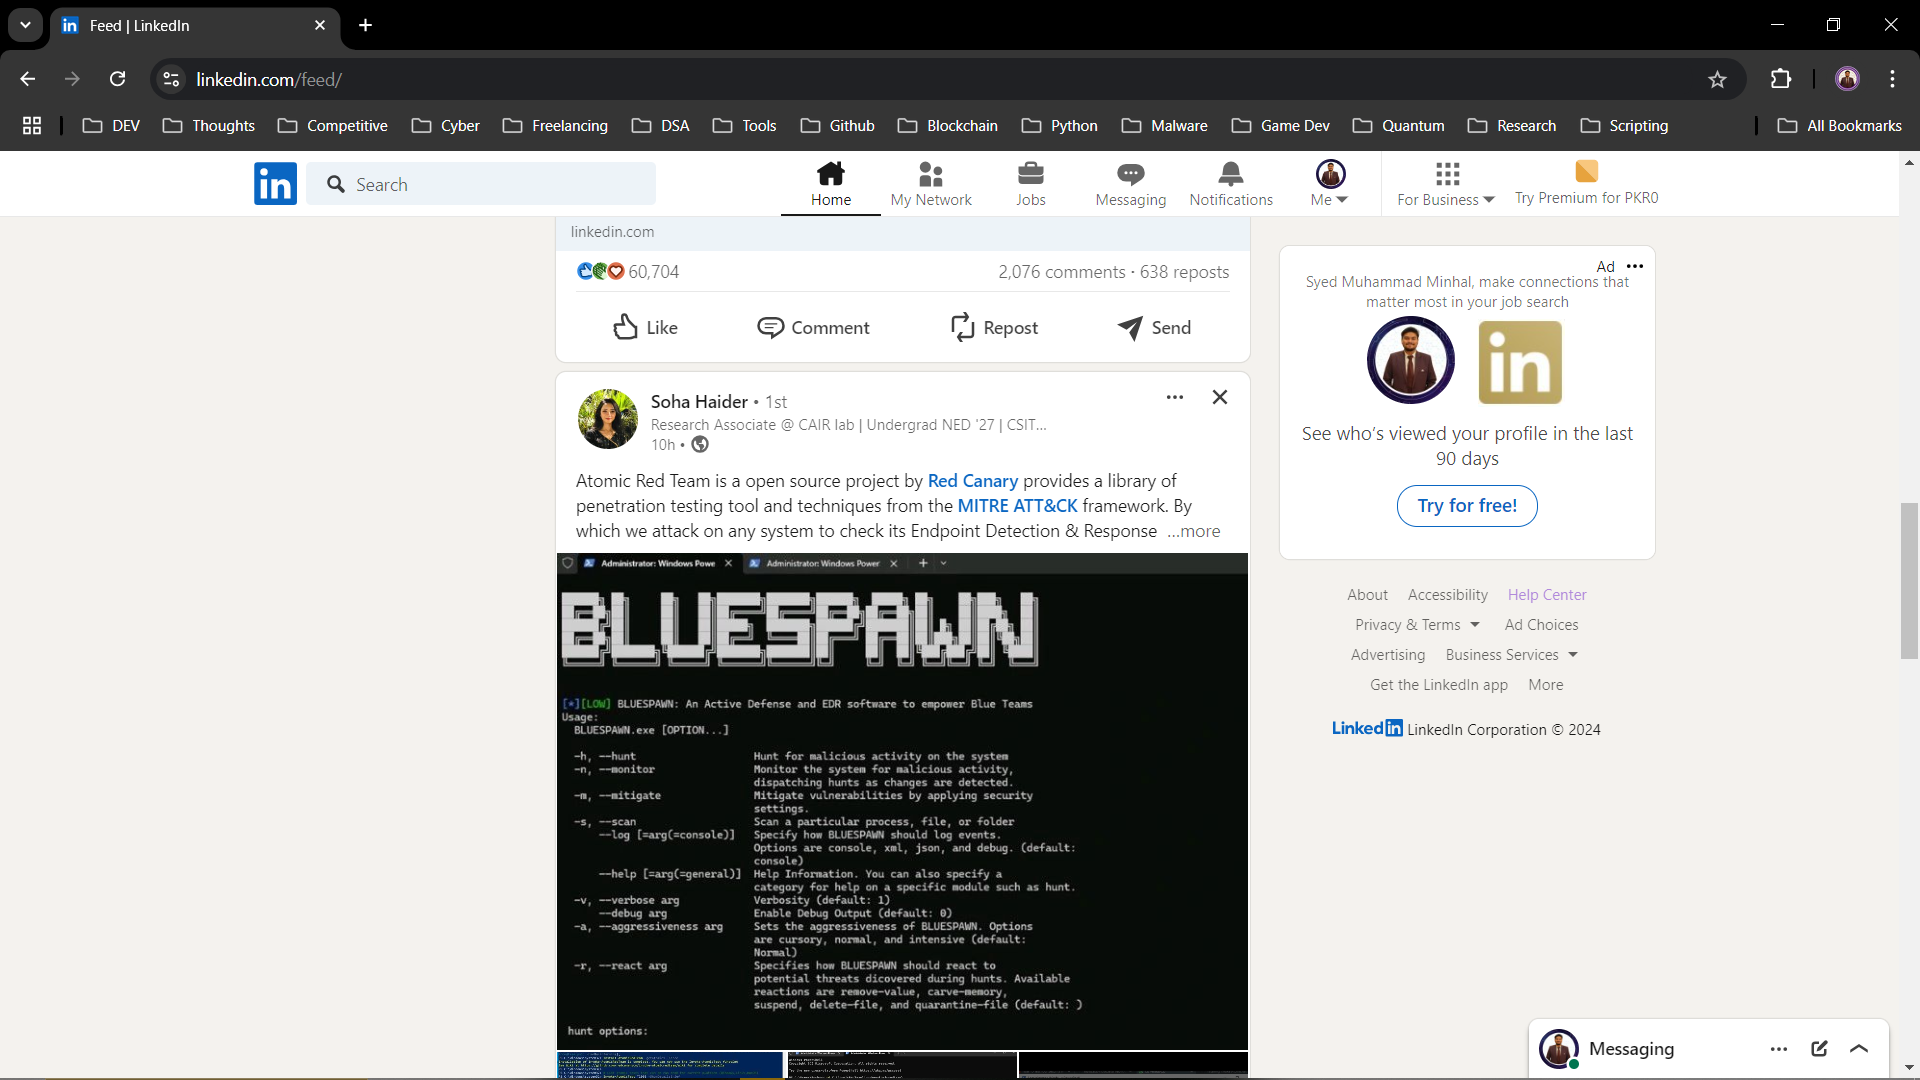 Feed | LinkedIn
linkedin.com/feed/
DEV
Thoughts
Competitive
Cyber
Freelancing
DSA
Tools
Github
Blockchain
Python
Malware
Game Dev
Quantum
Research
Scripting
All Bookmarks
in
Search
Home
My Network
Jobs
Messaging
Notifications
Me
For Business
Try Premium for PKR0
linkedin.com
60,704
2,076 comments · 638 reposts
Like
Comment
Repost
Send
Soha Haider • 1st
Research Associate @ CAIR lab | Undergrad NED '27 | CSIT...
10h •
Atomic Red Team is a open source project by Red Canary provides a library of
penetration testing tool and techniques from the MITRE ATT&CK framework. By
which we attack on any system to check its Endpoint Detection & Response ...more
Administrator: Windows Powe
Administrator: Windows Power
BLUESPAWN
[*][LOW] BLUESPAWN: An Active Defense and EDR software to empower Blue Teams
Usage:
BLUESPAWN.exe [OPTION...]
-h, --hunt Hunt for malicious activity on the system
-n, --monitor Monitor the system for malicious activity,
dispatching hunts as changes are detected.
-m, --mitigate Mitigate vulnerabilities by applying security
settings.
-s, --scan Scan a particular process, file, or folder
--log [=arg(=console)] Specify how BLUESPAWN should log events.
Options are console, xml, json, and debug. (default:
console)
--help [=arg(=general)] Help Information. You can also specify a
category for help on a specific module such as hunt.
-v, --verbose arg Verbosity (default: 1)
--debug arg Enable Debug Output (default: 0)
-a, --aggressiveness arg Sets the aggressiveness of BLUESPAWN. Options
are cursory, normal, and intensive (default:
Normal)
-r, --react arg Specifies how BLUESPAWN should react to
potential threats dicovered during hunts. Available
reactions are remove-value, carve-memory,
suspend, delete-file, and quarantine-file (default: )
hunt options:
Ad
Syed Muhammad Minhal, make connections that
matter most in your job search
in
See who's viewed your profile in the last
90 days
Try for free!
About Accessibility Help Center
Privacy & Terms Ad Choices
Advertising Business Services
Get the LinkedIn app More
LinkedIn LinkedIn Corporation © 2024
Messaging